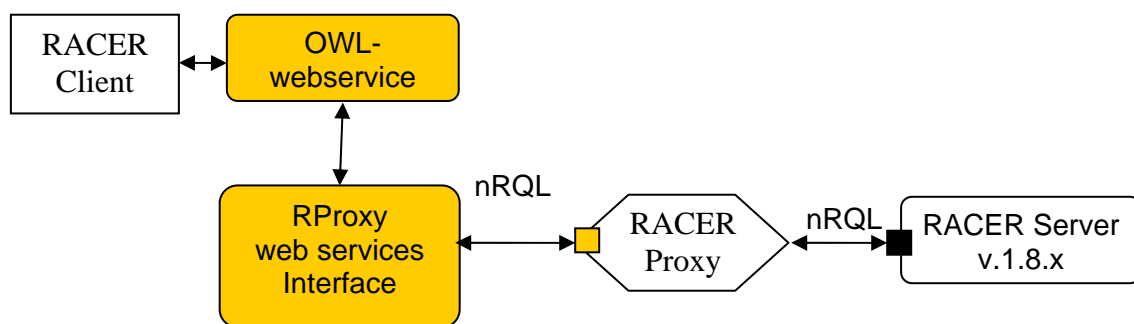 RACER
Client
OWL-
webservice
RProxy
web services
Interface
nRQL
RACER
Proxy
nRQL
RACER Server
v.1.8.x